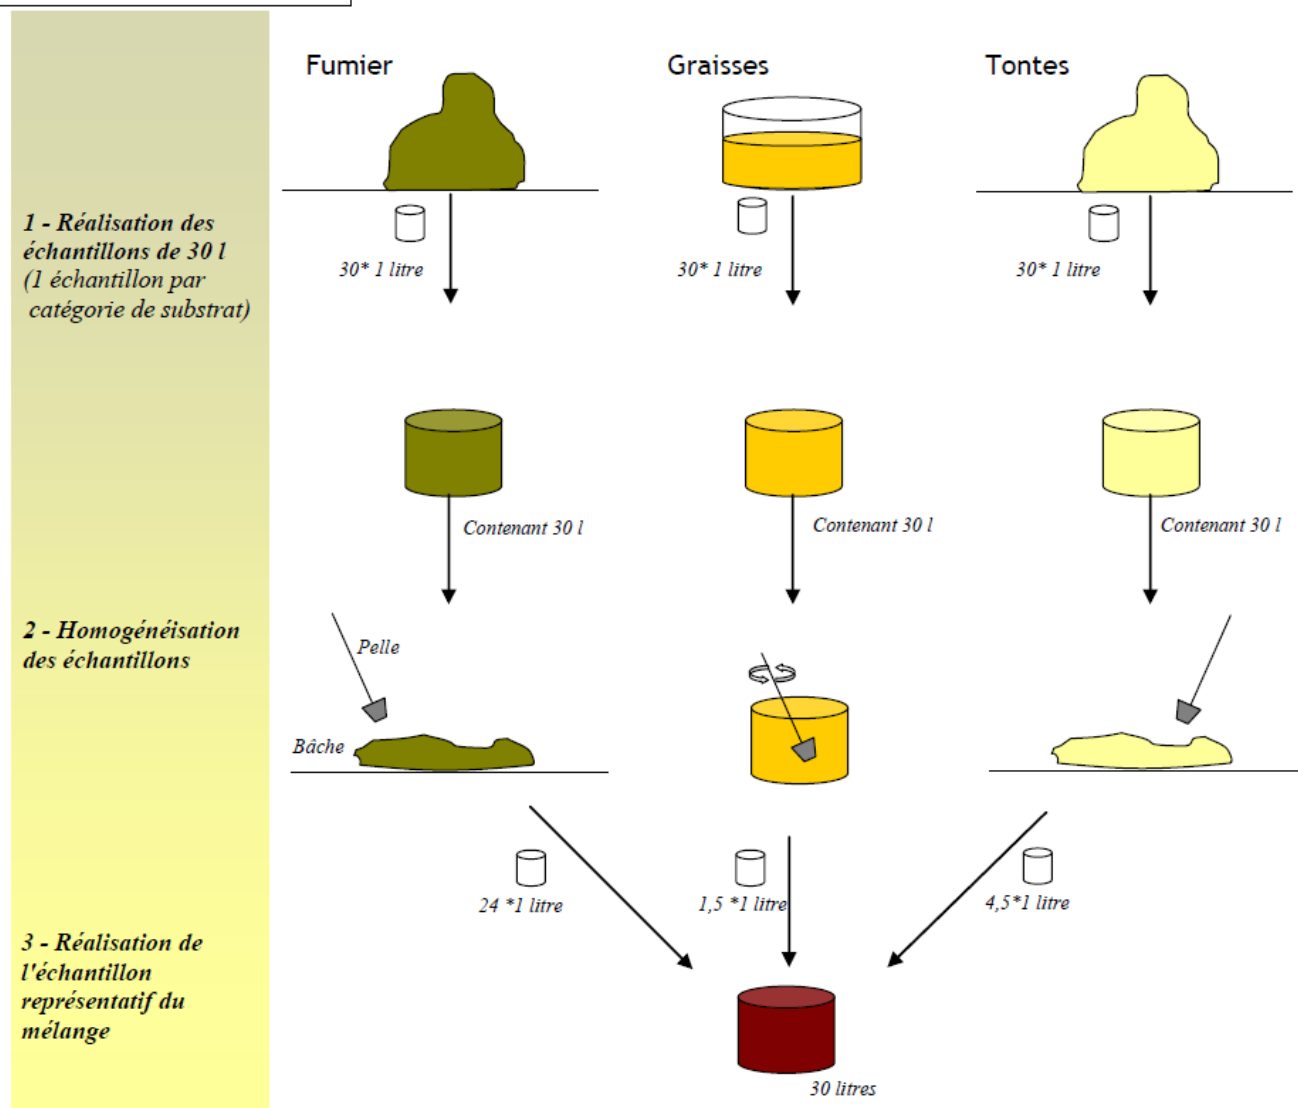 Fumier
Graisses
Tontes
1 - Réalisation des
échantillons de 30 l
(1 échantillon par
catégorie de substrat)
30* 1 litre
30* 1 litre
30* 1 litre
Contenant 30 l
Contenant 30 l
Contenant 30 l
2 - Homogénéisation
des échantillons
Pelle
Bâche
24 *1 litre
1,5 *1 litre
4,5*1 litre
3 - Réalisation de
l'échantillon
représentatif du
mélange
30 litres